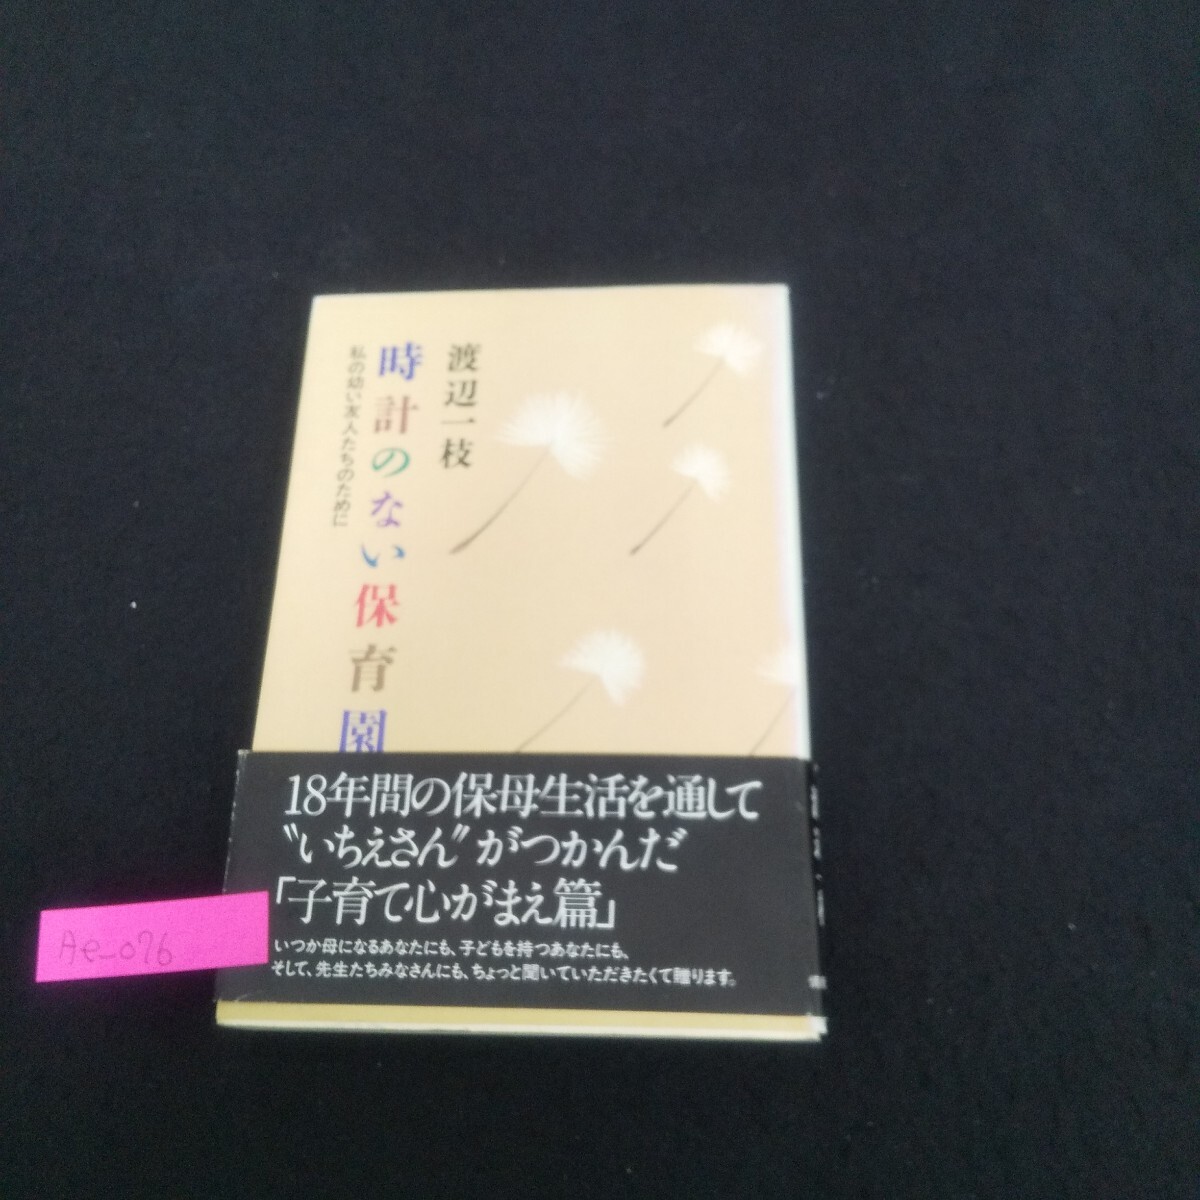 渡辺一枝
時計のない保育園
私の幼い友人たちのために
18年間の保母生活を通して
〝いちえさん〟がつかんだ
「子育て心がまえ篇」
いつか母になるあなたにも、子どもを持つあなたにも、
そして、先生たちみなさんにも、ちょっと聞いていただきたくて贈ります。
Ae_076